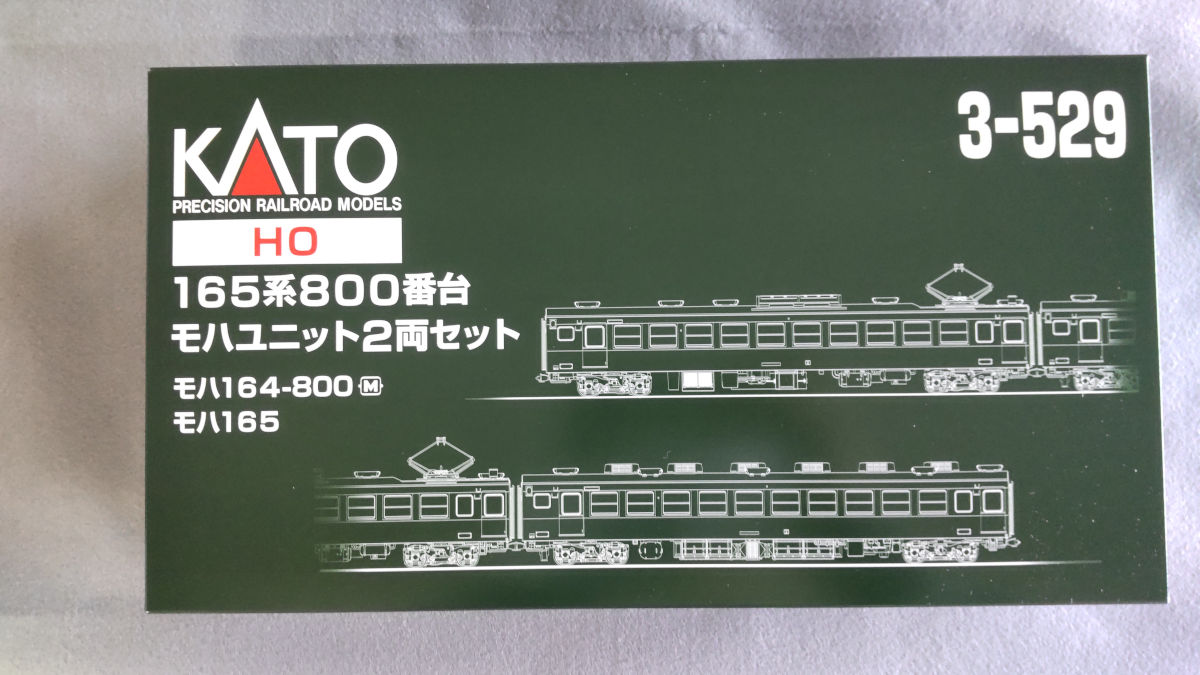 KATO
PRECISION RAILROAD MODELS
HO
3-529
165系800番台
モハユニット2両セット
モハ164-800 M
モハ165